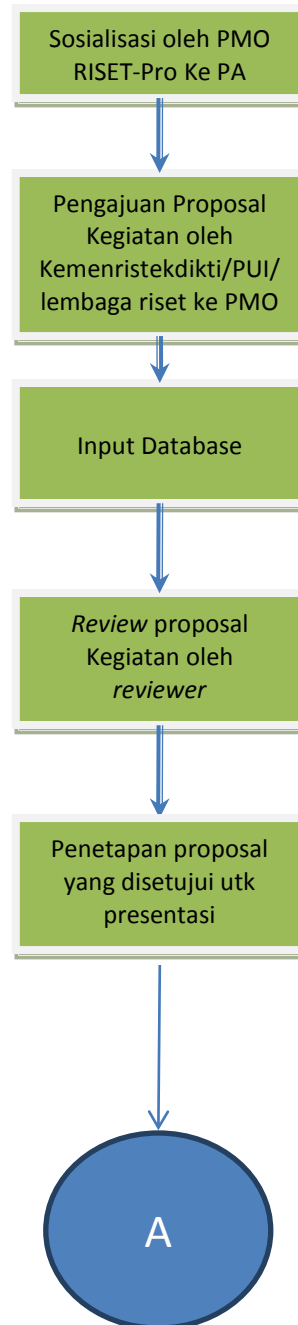 Sosialisasi oleh PMO
RISET-Pro Ke PA
Pengajuan Proposal
Kegiatan oleh
Kemenristekdikti/PUI/
lembaga riset ke PMO
Input Database
Review proposal
Kegiatan oleh
reviewer
Penetapan proposal
yang disetujui utk
presentasi
A